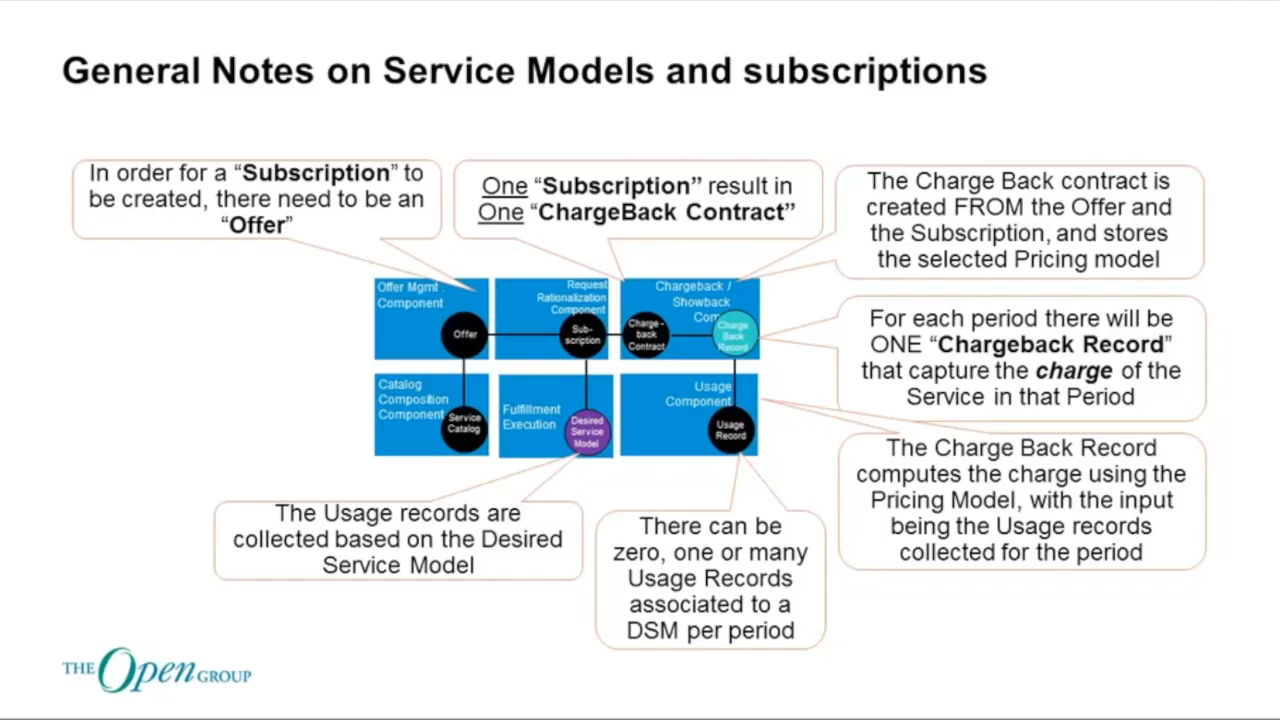 General Notes on Service Models and subscriptions
In order for a “Subscription” to
be created, there need to be an
“Offer”
One “Subscription” result in
One “ChargeBack Contract”
The Charge Back contract is
created FROM the Offer and
the Subscription, and stores
the selected Pricing model
Offer Mgmt.
Component
Offer
Request
Rationalization
Component
Sub-
scription
Chargeback /
Showback
Com
Charge-
back
Contract
Charge
Back
Record
For each period there will be
ONE “Chargeback Record”
that capture the charge of the
Service in that Period
Catalog
Composition
Component
Service
Catalog
Fulfillment
Execution
Desired
Service
Model
Usage
Component
Usage
Record
The Charge Back Record
computes the charge using the
Pricing Model, with the input
being the Usage records
collected for the period
The Usage records are
collected based on the Desired
Service Model
There can be
zero, one or many
Usage Records
associated to a
DSM per period
THE Open GROUP